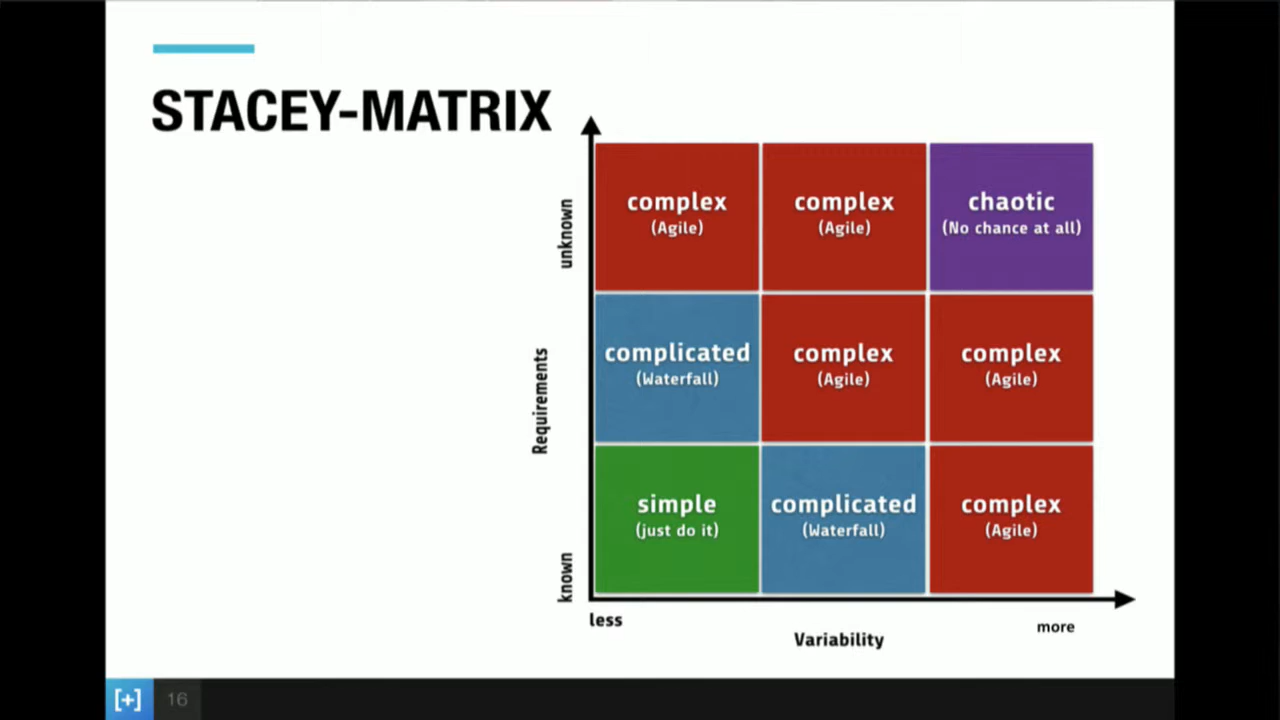 STACEY-MATRIX
unknown
Requirements
known
complex
(Agile)
complex
(Agile)
chaotic
(No chance at all)
complicated
(Waterfall)
complex
(Agile)
complex
(Agile)
simple
(just do it)
complicated
(Waterfall)
complex
(Agile)
less
Variability
more
[+]
16